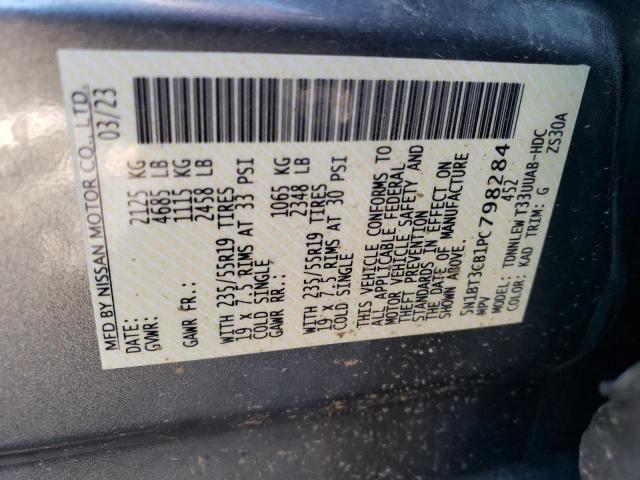 MFD BY NISSAN MOTOR CO., LTD.
DATE: 03/23
GVWR: 2125 KG
4685 LB
GAWR FR.: 1115 KG
2458 LB
WITH 235/55R19 TIRES
19 X 7.5 RIMS AT 33 PSI
COLD SINGLE
GAWR RR.: 1065 KG
2348 LB
WITH 235/55R19 TIRES
19 X 7.5 RIMS AT 30 PSI
COLD SINGLE
THIS VEHICLE CONFORMS TO
ALL APPLICABLE FEDERAL
MOTOR VEHICLE SAFETY AND
THEFT PREVENTION
STANDARDS IN EFFECT ON
THE DATE OF MANUFACTURE
SHOWN ABOVE.
5N1BT3CB1PC798284
MPV 452
MODEL: TDNNLEW T33UUAB-HDC
COLOR: KAD TRIM: G ZS30A